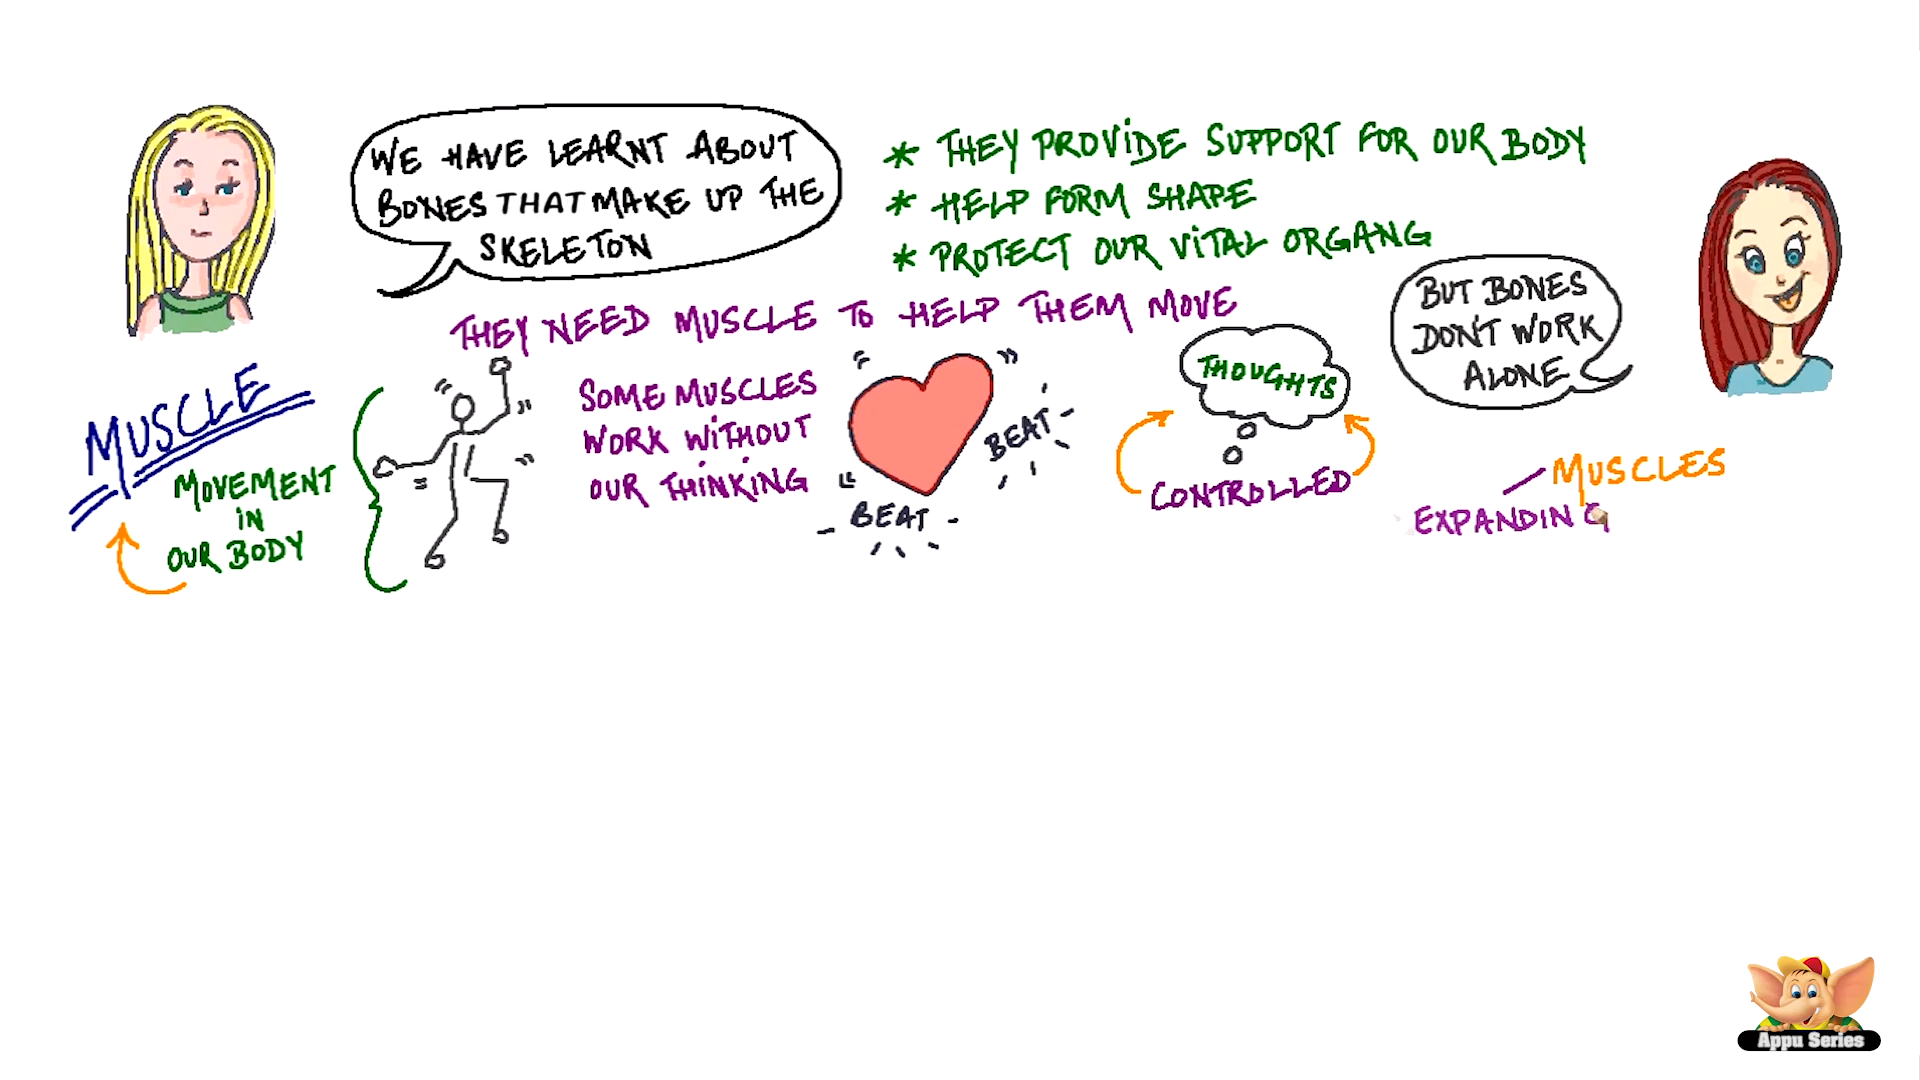 WE HAVE LEARNT ABOUT
BONES THAT MAKE UP THE
SKELETON
* THEY PROVIDE SUPPORT FOR OUR BODY
* HELP FORM SHAPE
* PROTECT OUR VITAL ORGANG
BUT BONES
DON'T WORK
ALONE
THEY NEED MUSCLE TO HELP THEM MOVE
MUSCLE
MOVEMENT
IN
OUR BODY
SOME MUSCLES
WORK WITHOUT
OUR THINKING
BEAT
BEAT
THOUGHTS
CONTROLLED
MUSCLES
EXPANDING
Appu Series